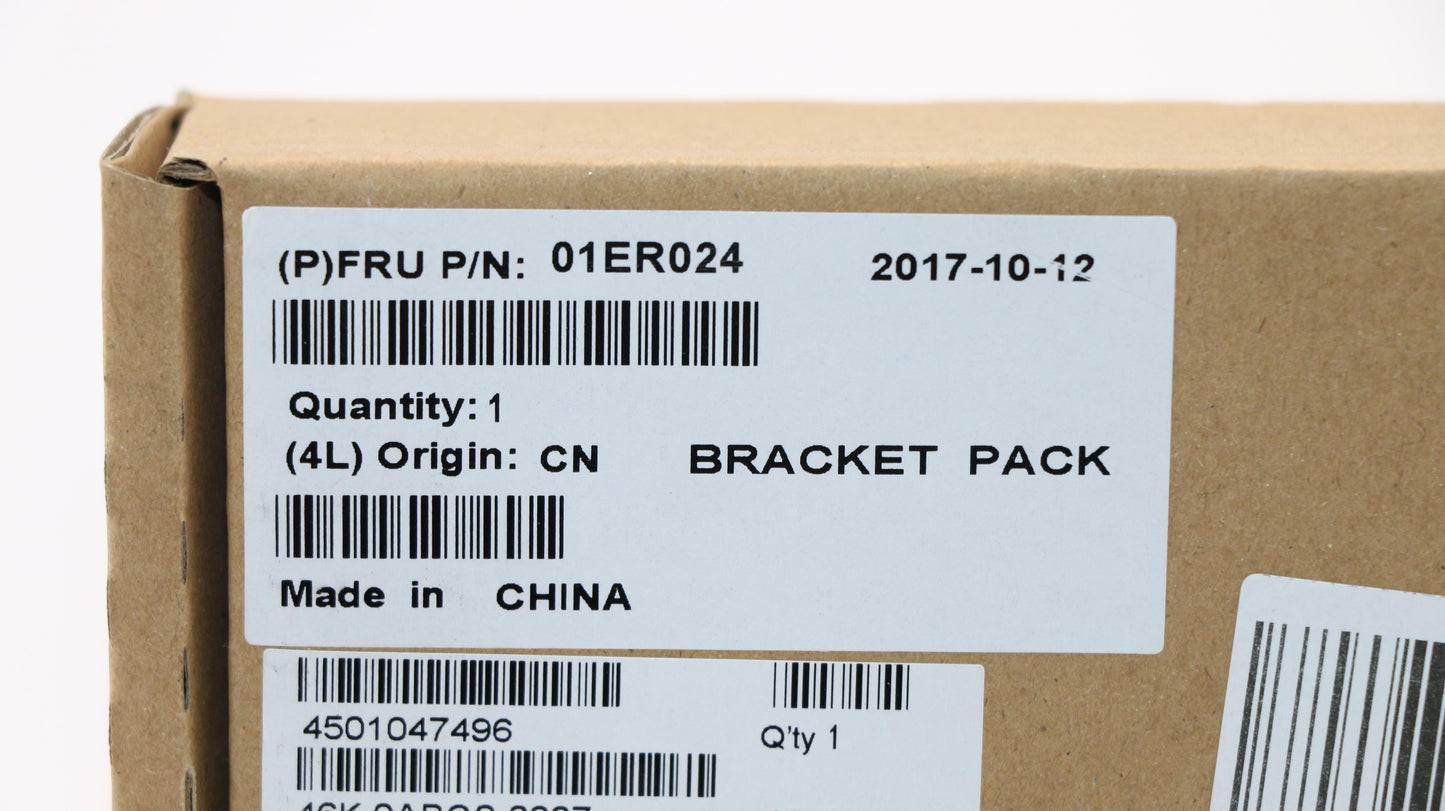 (P)FRU P/N: 01ER024 2017-10-12
Quantity: 1
(4L) Origin: CN BRACKET PACK
Made in CHINA
4501047496 Q'ty 1